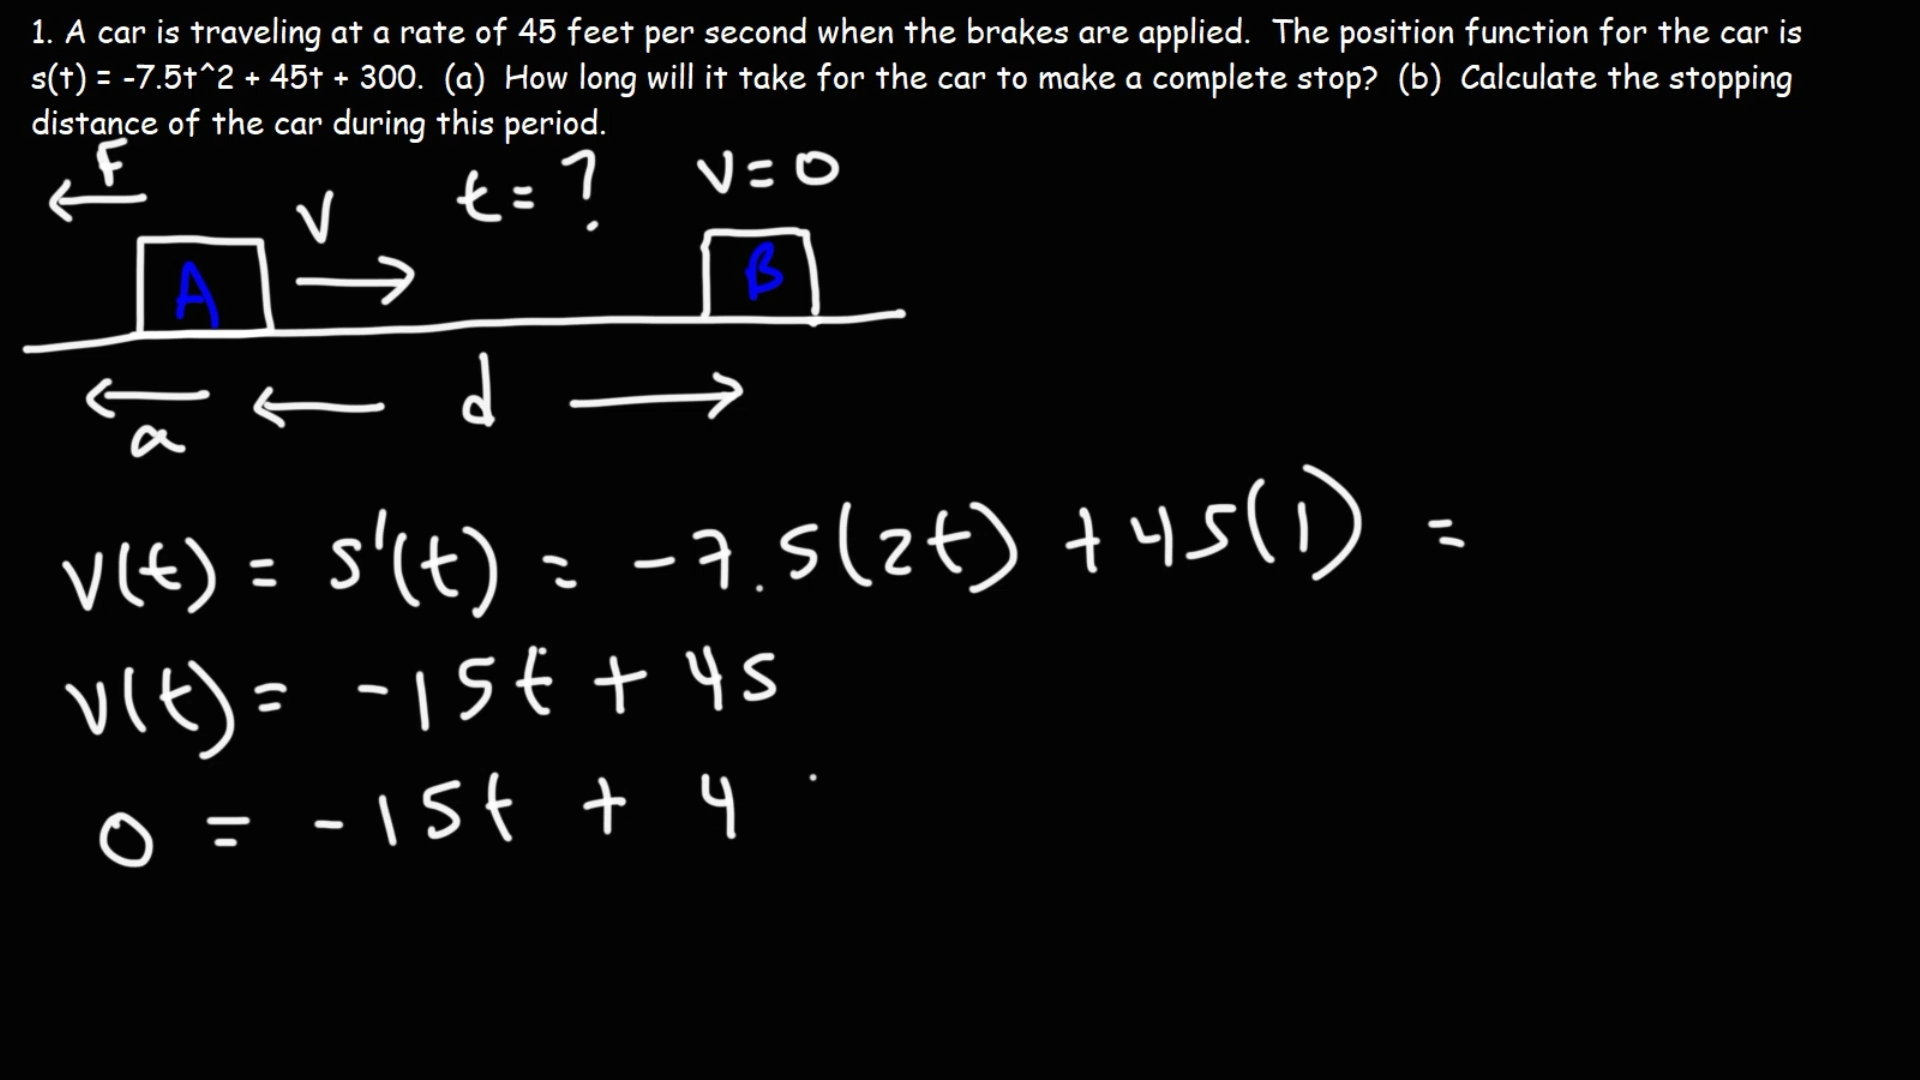 1. A car is traveling at a rate of 45 feet per second when the brakes are applied. The position function for the car is
s(t) = -7.5t^2 + 45t + 300. (a) How long will it take for the car to make a complete stop? (b) Calculate the stopping
distance of the car during this period.
F
V t = ? V = 0
A B
d
a
v(t) = s'(t) = -7.5(2t) + 45(1) =
v(t) = -15t + 45
0 = -15t + 4